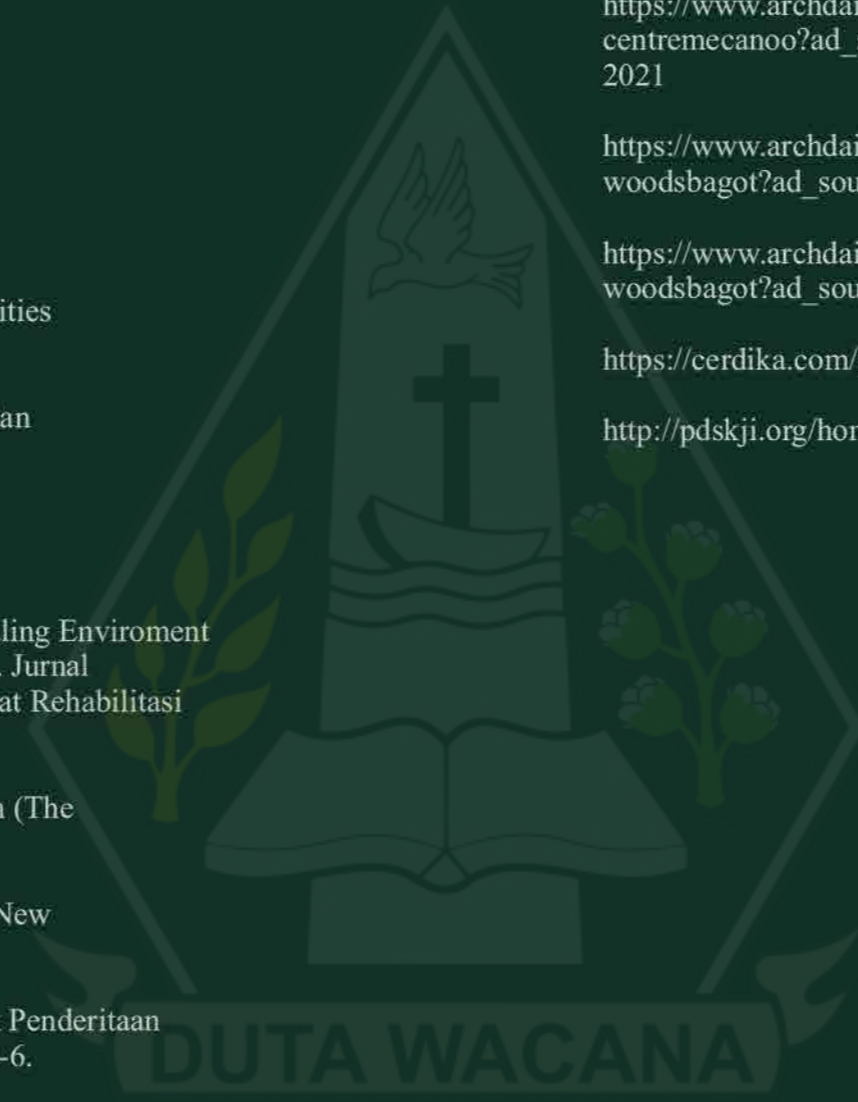 ities
an
ling Enviroment
. Jurnal
at Rehabilitasi
n (The
New
Penderitaan
-6.
https://www.archdai
centremecanoo?ad_
2021
https://www.archdai
woodsbagot?ad_sou
https://www.archdai
woodsbagot?ad_sou
https://cerdika.com/
http://pdskji.org/hor
DUTA WACANA